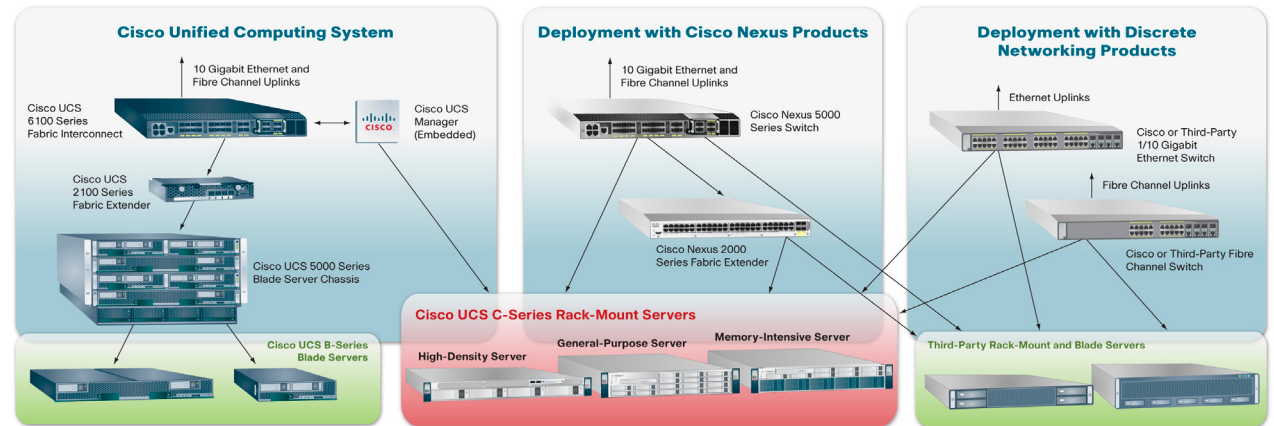 Cisco Unified Computing System
10 Gigabit Ethernet and
Fibre Channel Uplinks
Cisco UCS
6100 Series
Fabric Interconnect
CISCO
Cisco UCS
Manager
(Embedded)
Cisco UCS
2100 Series
Fabric Extender
Cisco UCS 5000 Series
Blade Server Chassis
Cisco UCS B-Series
Blade Servers
Deployment with Cisco Nexus Products
10 Gigabit Ethernet and
Fibre Channel Uplinks
Cisco Nexus 5000
Series Switch
Cisco Nexus 2000
Series Fabric Extender
Cisco UCS C-Series Rack-Mount Servers
High-Density Server
General-Purpose Server
Memory-Intensive Server
Deployment with Discrete
Networking Products
Ethernet Uplinks
Cisco or Third-Party
1/10 Gigabit
Ethernet Switch
Fibre Channel Uplinks
Cisco or Third-Party Fibre
Channel Switch
Third-Party Rack-Mount and Blade Servers